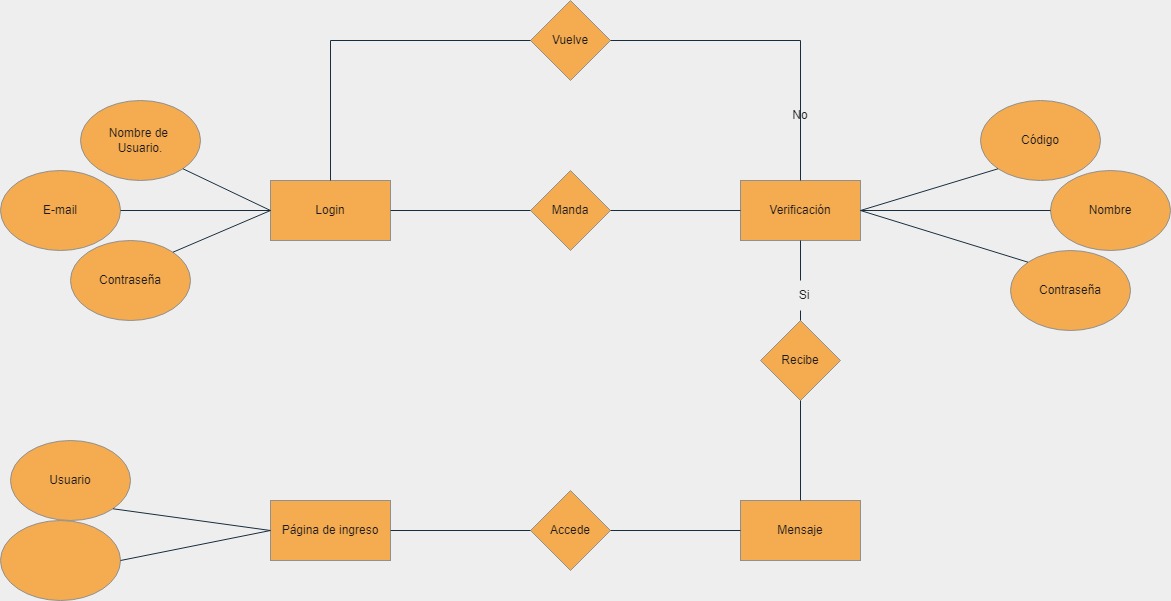 Vuelve
No
Nombre de
Usuario.
Código
E-mail
Login
Manda
Verificación
Nombre
Contraseña
Contraseña
Si
Recibe
Usuario
Página de ingreso
Accede
Mensaje